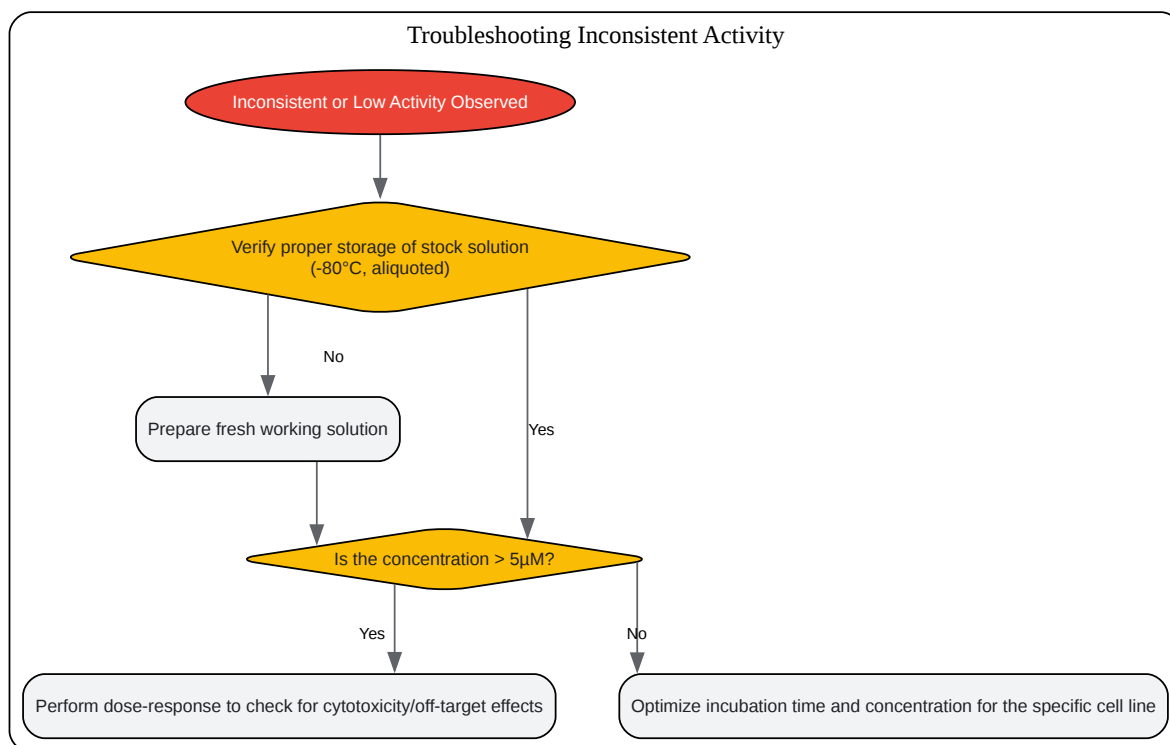 Troubleshooting Inconsistent Activity
Inconsistent or Low Activity Observed
Verify proper storage of stock solution
(-80°C, aliquoted)
No
Prepare fresh working solution
Yes
Is the concentration > 5µM?
Yes
No
Perform dose-response to check for cytotoxicity/off-target effects
Optimize incubation time and concentration for the specific cell line